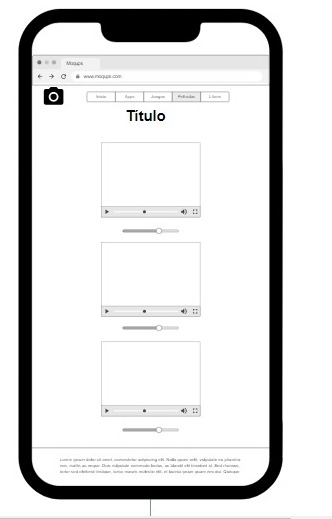 Moqups
www.moqups.com
Inicio Apps Juegos Películas Libros
Título
Lorem ipsum dolor sit amet, consectetur adipiscing elit. Nulla quam velit, vulputate eu pharetra
nec, mattis ac neque. Duis vulputate commodo lectus, ac blandit elit tincidunt id. Sed rhoncus,
tortor sed eleifend tristique, tortor mauris molestie elit, et lacinia ipsum quam nec dui. Quisque